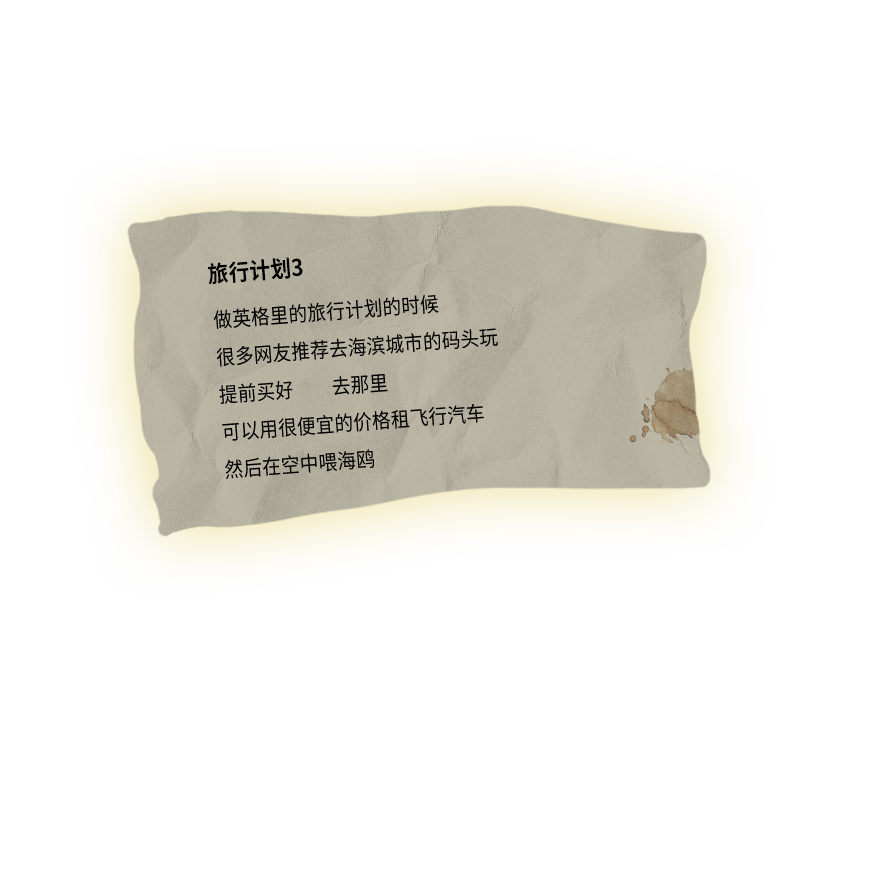 旅行计划3
做英格里的旅行计划的时候
很多网友推荐去海滨城市的码头玩
提前买好　　去那里
可以用很便宜的价格租飞行汽车
然后在空中喂海鸥